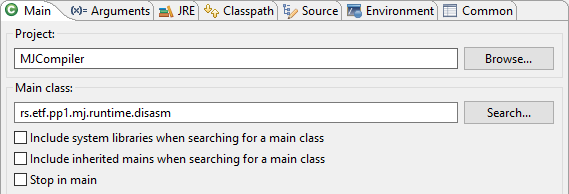 Main (x)= Arguments JRE Classpath Source Environment Common
Project:
MJCompiler Browse...
Main class:
rs.etf.pp1.mj.runtime.disasm Search...
Include system libraries when searching for a main class
Include inherited mains when searching for a main class
Stop in main